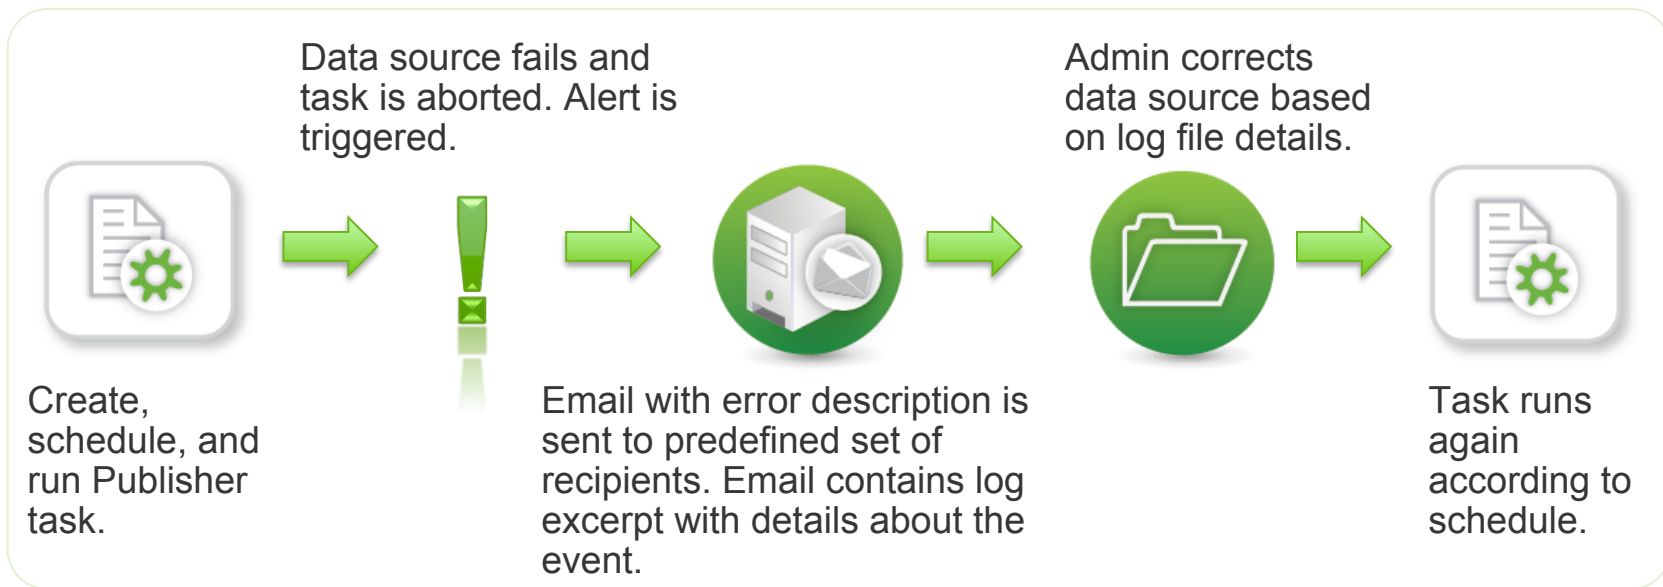 Data source fails and
task is aborted. Alert is
triggered.
Admin corrects
data source based
on log file details.
Create,
schedule, and
run Publisher
task.
Email with error description is
sent to predefined set of
recipients. Email contains log
excerpt with details about the
event.
Task runs
again
according to
schedule.